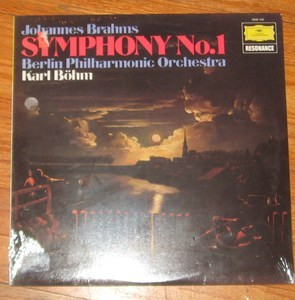 Johannes Brahms
SYMPHONY No.1
Berlin Philharmonic Orchestra
Karl Böhm
RESONANCE